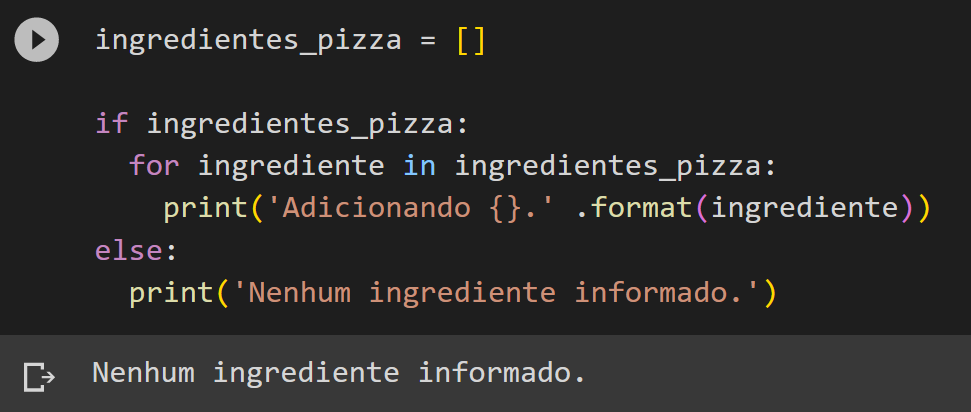 ingredientes_pizza = []
if ingredientes_pizza:
  for ingrediente in ingredientes_pizza:
    print('Adicionando {}.' .format(ingrediente))
else:
  print('Nenhum ingrediente informado.')
Nenhum ingrediente informado.